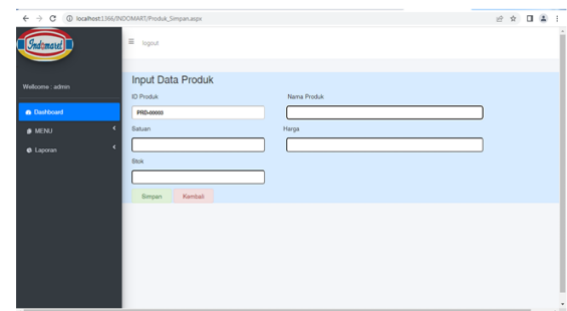 localhost:1366/INDOMART/Produk_Simpan.aspx
Indomaret
logout
Wellcome : admin
Dashboard
MENU
Laporan
Input Data Produk
ID Produk
Nama Produk
Satuan
Harga
Stok
Simpan
Kembali